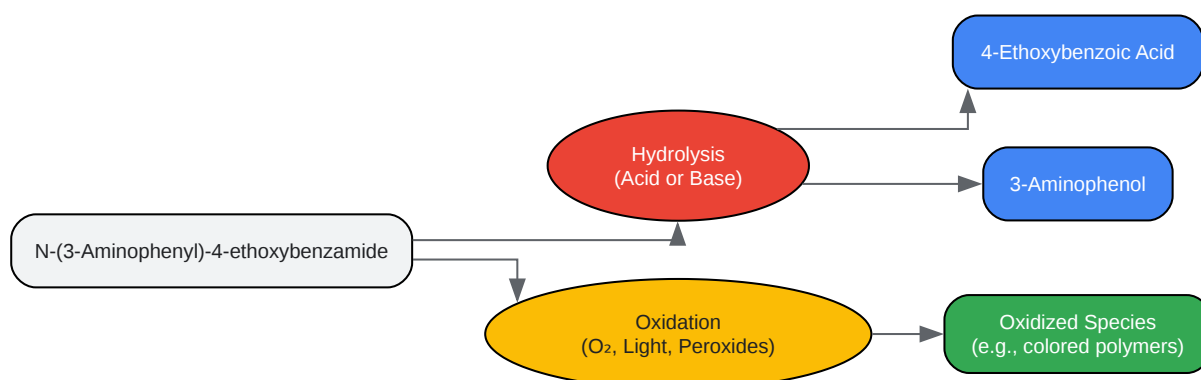 4-Ethoxybenzoic Acid
Hydrolysis
(Acid or Base)
3-Aminophenol
N-(3-Aminophenyl)-4-ethoxybenzamide
Oxidation
(O₂, Light, Peroxides)
Oxidized Species
(e.g., colored polymers)